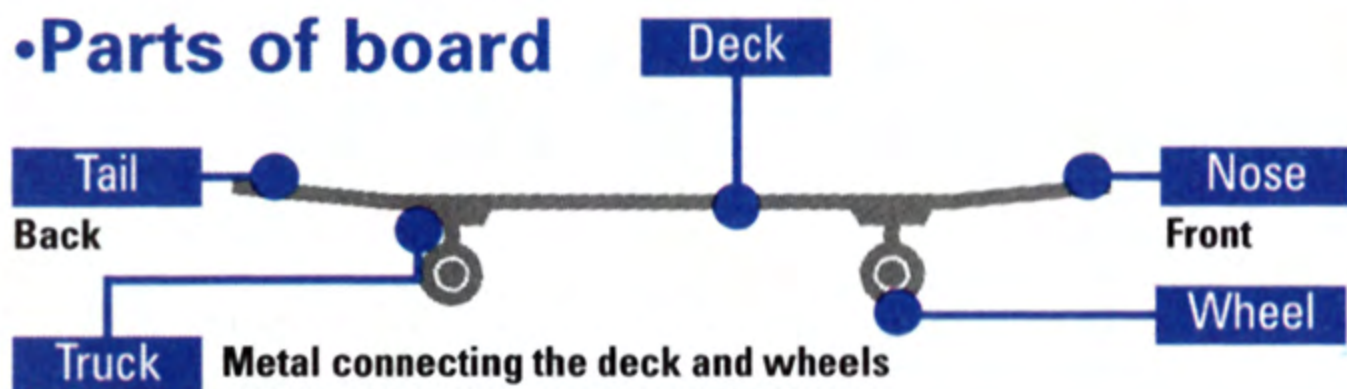 •Parts of board
Deck
Tail
Nose
Back
Front
Wheel
Truck
Metal connecting the deck and wheels